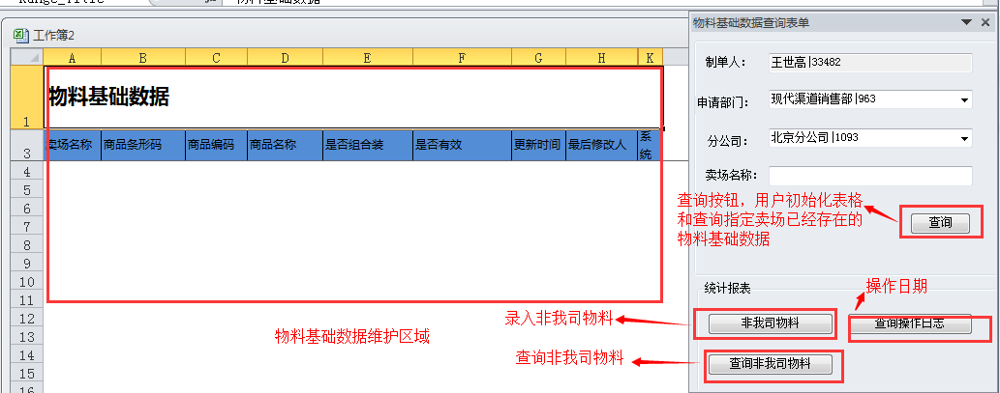 Range_Title
物料基础数据
工作簿2
A B C D E F G H K
1
物料基础数据
3
卖场名称 商品条形码 商品编码 商品名称 是否组合装 是否有效 更新时间 最后修改人 系统
4
5
6
7
8
9
10
11
12
13
14
15
16
物料基础数据维护区域
物料基础数据查询表单
制单人： 王世高|33482
申请部门： 现代渠道销售部|963
分公司： 北京分公司|1093
卖场名称：
查询按钮，用户初始化表格
和查询指定卖场已经存在的
物料基础数据
查询
统计报表
操作日期
录入非我司物料
非我司物料
查询操作日志
查询非我司物料
查询非我司物料